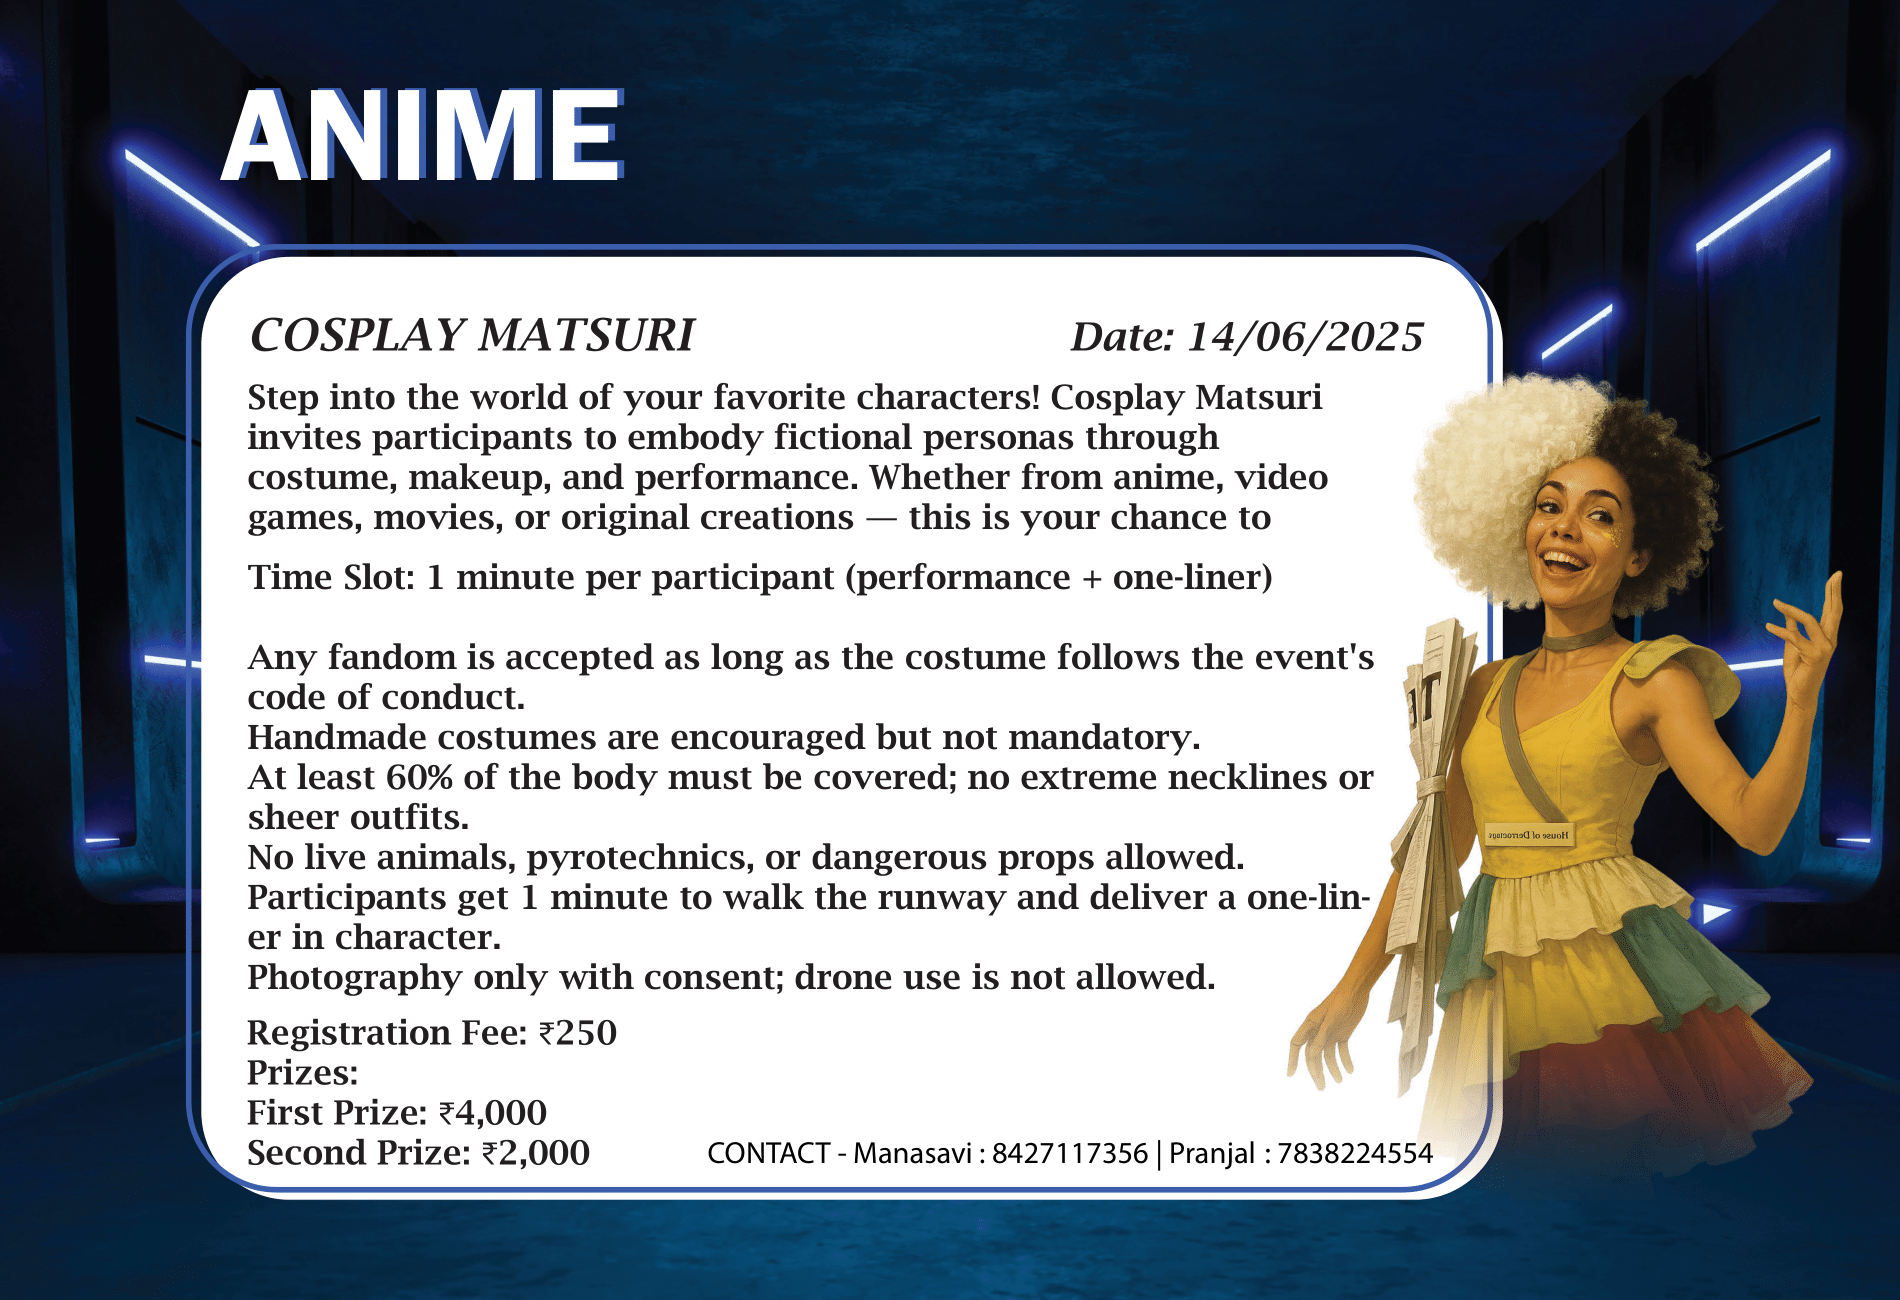 ANIME
COSPLAY MATSURI
Date: 14/06/2025
Step into the world of your favorite characters! Cosplay Matsuri
invites participants to embody fictional personas through
costume, makeup, and performance. Whether from anime, video
games, movies, or original creations — this is your chance to
Time Slot: 1 minute per participant (performance + one-liner)
Any fandom is accepted as long as the costume follows the event's
code of conduct.
Handmade costumes are encouraged but not mandatory.
At least 60% of the body must be covered; no extreme necklines or
sheer outfits.
No live animals, pyrotechnics, or dangerous props allowed.
Participants get 1 minute to walk the runway and deliver a one-lin-
er in character.
Photography only with consent; drone use is not allowed.
Registration Fee: ₹250
Prizes:
First Prize: ₹4,000
Second Prize: ₹2,000
CONTACT - Manasavi : 8427117356 | Pranjal : 7838224554
House of